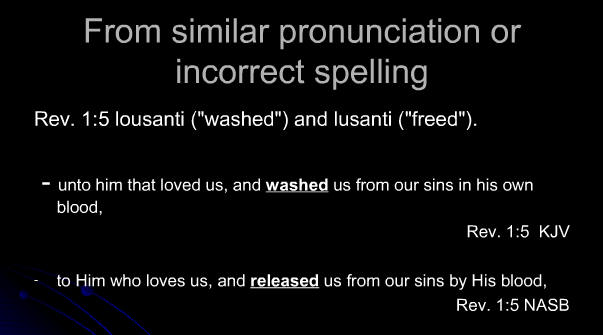 From similar pronunciation or
incorrect spelling
Rev. 1:5 lousanti ("washed") and lusanti ("freed").
- unto him that loved us, and washed us from our sins in his own
blood,
Rev. 1:5 KJV
- to Him who loves us, and released us from our sins by His blood,
Rev. 1:5 NASB